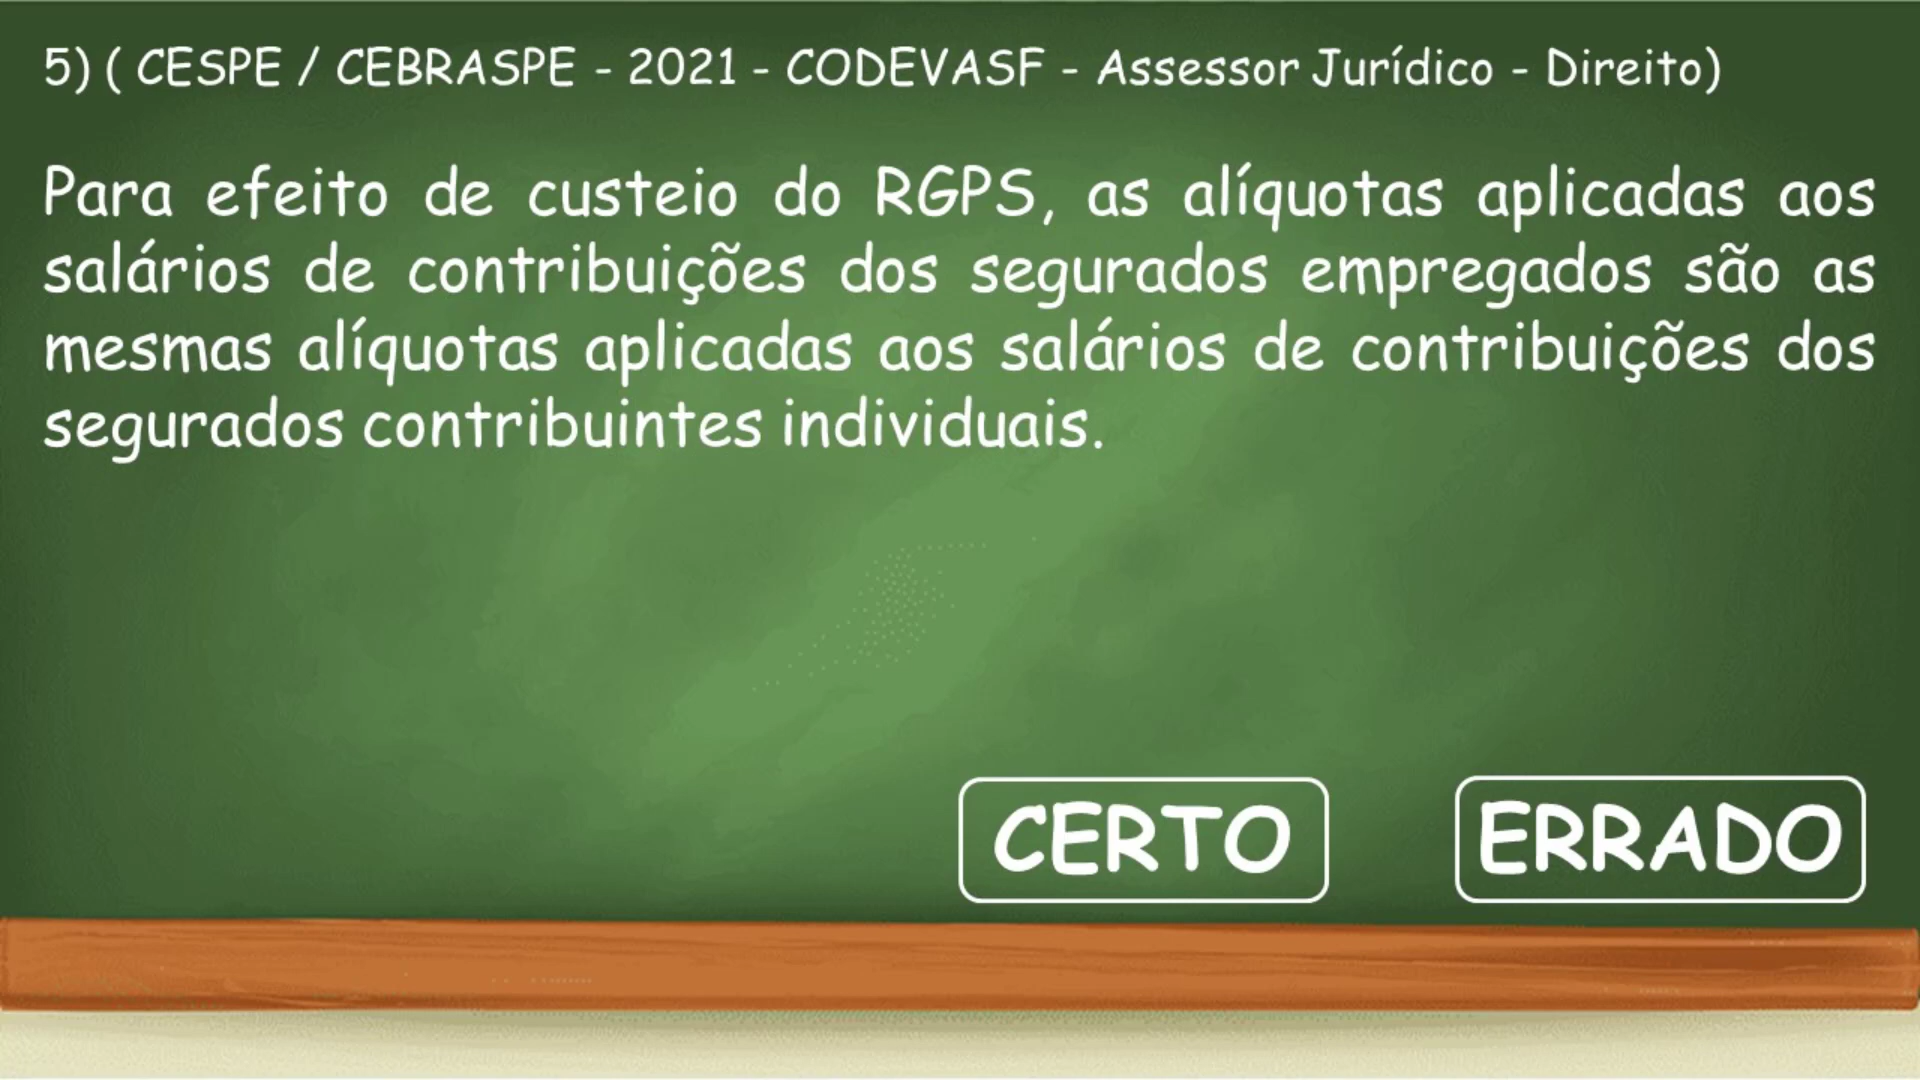 5) ( CESPE / CEBRASPE - 2021 - CODEVASF - Assessor Jurídico - Direito)
Para efeito de custeio do RGPS, as alíquotas aplicadas aos
salários de contribuições dos segurados empregados são as
mesmas alíquotas aplicadas aos salários de contribuições dos
segurados contribuintes individuais.
CERTO ERRADO